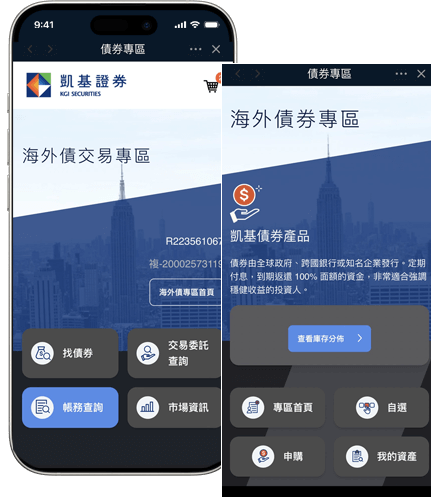 9:41
債券專區
凱基證券
KGI SECURITIES
海外債交易專區
R223561067
複-20002573119
海外債專區首頁
找債券
交易委託
查詢
帳務查詢
市場資訊
債券專區
海外債券專區
凱基債券產品
債券由全球政府、跨國銀行或知名企業發行。定期
付息，到期返還 100% 面額的資金，非常適合強調
穩健收益的投資人。
查看庫存分佈
專區首頁
自選
申購
我的資產